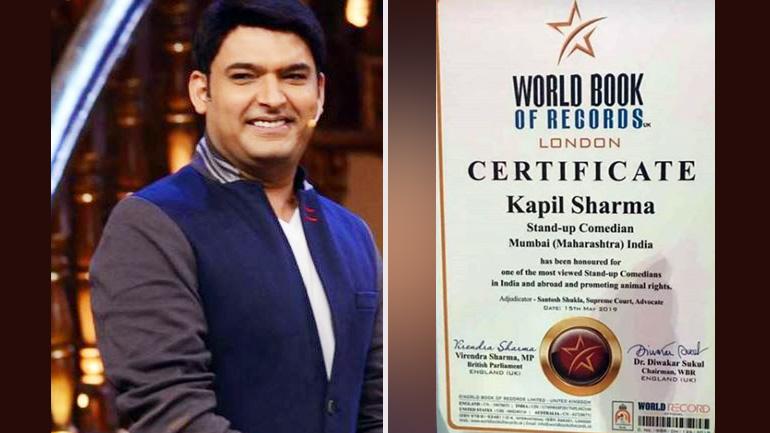 WORLD BOOK
OF RECORDS UK
LONDON
CERTIFICATE
Kapil Sharma
Stand-up Comedian
Mumbai (Maharashtra) India
has been honoured for
one of the most viewed Stand-up Comedians
in India and abroad and promoting animal rights.
Adjudicator - Santosh Shukla, Supreme Court, Advocate
DATE: 15TH MAY 2019
Virendra Sharma
Virendra Sharma, MP
British Parliament
ENGLAND (UK)
Diwakar Sukul
Dr. Diwakar Sukul
Chairman, WBR
ENGLAND (UK)
WORLD BOOK OF RECORDS LIMITED - UNITED KINGDOM
WORLD RECORD